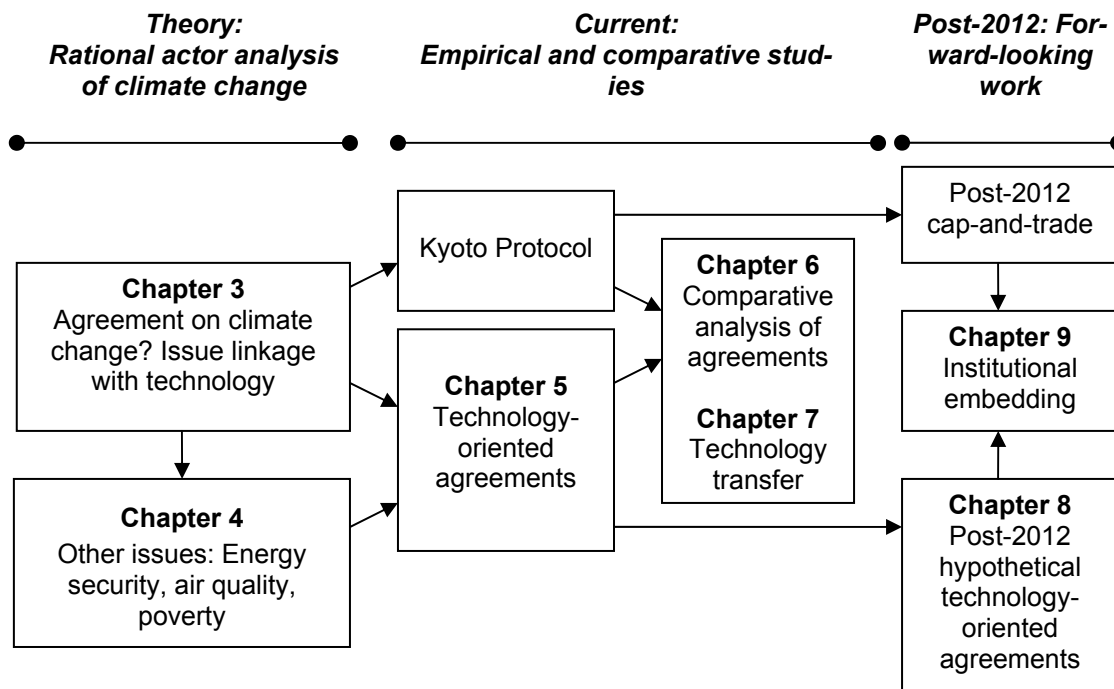 Theory:
Rational actor analysis
of climate change
Current:
Empirical and comparative stud-
ies
Post-2012: For-
ward-looking
work
Chapter 3
Agreement on climate
change? Issue linkage
with technology
Chapter 4
Other issues: Energy
security, air quality,
poverty
Kyoto Protocol
Chapter 5
Technology-
oriented
agreements
Chapter 6
Comparative
analysis of
agreements
Chapter 7
Technology
transfer
Post-2012
cap-and-trade
Chapter 9
Institutional
embedding
Chapter 8
Post-2012
hypothetical
technology-
oriented
agreements